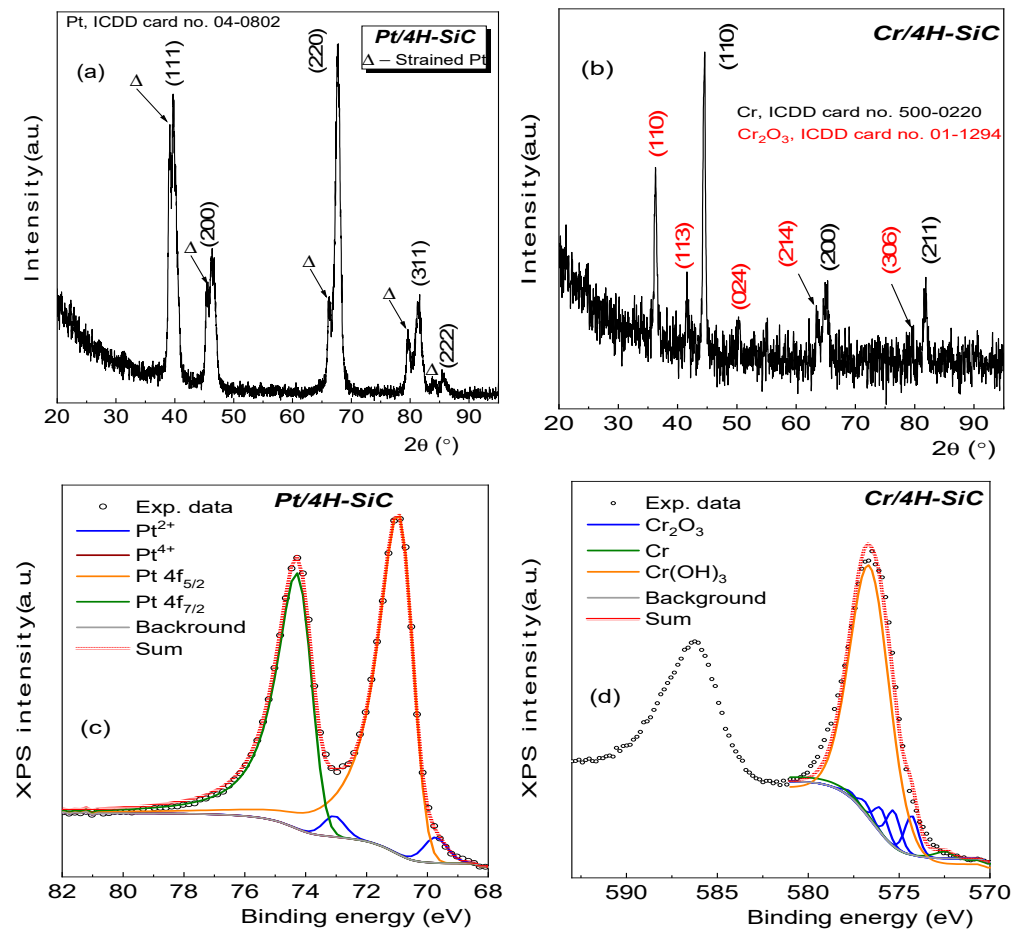 Pt, ICDD card no. 04-0802
Pt/4H-SiC
Δ – Strained Pt
(a)
Δ
(111)
Δ
(200)
Δ
(220)
Δ
(311)
Δ
(222)
Intensity(a.u.)
20 30 40 50 60 70 80 90
2θ (°)
Cr/4H-SiC
(b)
Cr, ICDD card no. 500-0220
Cr₂O₃, ICDD card no. 01-1294
(110)
(113)
(110)
(024)
(214)
(200)
(306)
(211)
Intensity(a.u.)
20 30 40 50 60 70 80 90
2θ (°)
Pt/4H-SiC
Exp. data
Pt²⁺
Pt⁴⁺
Pt 4f₅/₂
Pt 4f₇/₂
Backround
Sum
(c)
XPS intensity(a.u.)
82 80 78 76 74 72 70 68
Binding energy (eV)
Cr/4H-SiC
Exp. data
Cr₂O₃
Cr
Cr(OH)₃
Background
Sum
(d)
XPS intensity(a.u.)
590 585 580 575 570
Binding energy (eV)